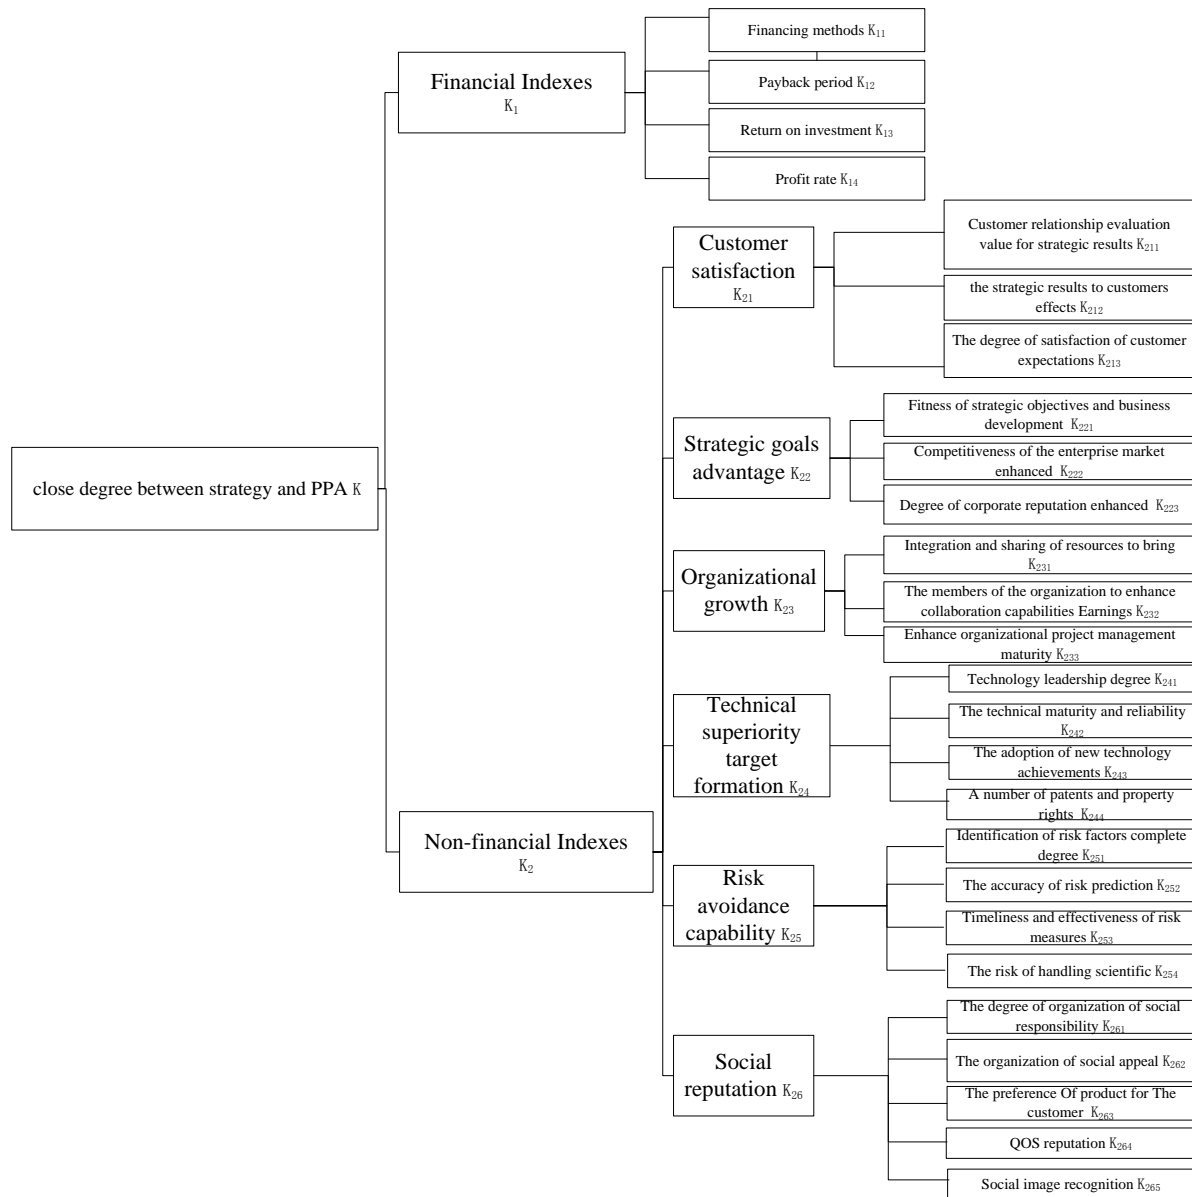 Financing methods K11
Financial Indexes
K1
Payback period K12
Return on investment K13
Profit rate K14
Customer
satisfaction
K21
Customer relationship evaluation
value for strategic results K211
the strategic results to customers
effects K212
The degree of satisfaction of customer
expectations K213
close degree between strategy and PPA K
Strategic goals
advantage K22
Fitness of strategic objectives and business
development K221
Competitiveness of the enterprise market
enhanced K222
Degree of corporate reputation enhanced K223
Organizational
growth K23
Integration and sharing of resources to bring
K231
The members of the organization to enhance
collaboration capabilities Earnings K232
Enhance organizational project management
maturity K233
Technical
superiority
target
formation K24
Technology leadership degree K241
The technical maturity and reliability
K242
The adoption of new technology
achievements K243
A number of patents and property
rights K244
Non-financial Indexes
K2
Risk
avoidance
capability K25
Identification of risk factors complete
degree K251
The accuracy of risk prediction K252
Timeliness and effectiveness of risk
measures K253
The risk of handling scientific K254
Social
reputation K26
The degree of organization of social
responsibility K261
The organization of social appeal K262
The preference Of product for The
customer K263
QOS reputation K264
Social image recognition K265